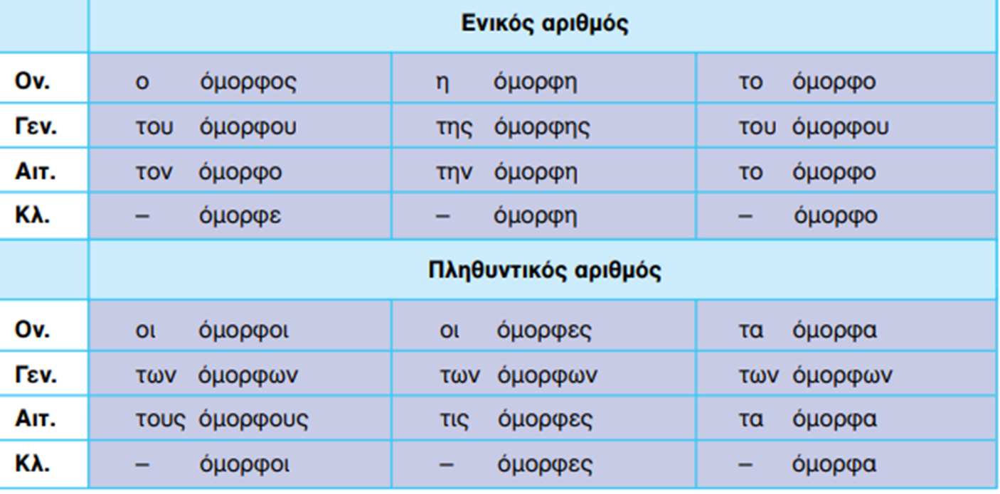 Ενικός αριθμός
Ον. ο όμορφος η όμορφη το όμορφο
Γεν. του όμορφου της όμορφης του όμορφου
Αιτ. τον όμορφο την όμορφη το όμορφο
Κλ. – όμορφε – όμορφη – όμορφο
Πληθυντικός αριθμός
Ον. οι όμορφοι οι όμορφες τα όμορφα
Γεν. των όμορφων των όμορφων των όμορφων
Αιτ. τους όμορφους τις όμορφες τα όμορφα
Κλ. – όμορφοι – όμορφες – όμορφα